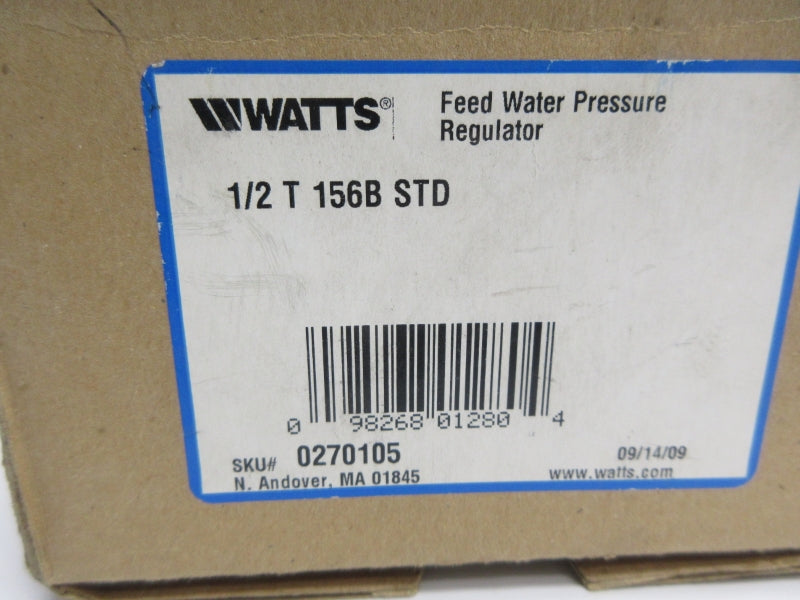 WATTS®
Feed Water Pressure
Regulator
1/2 T 156B STD
0 98268 01280 4
SKU# 0270105
09/14/09
N. Andover, MA 01845
www.watts.com